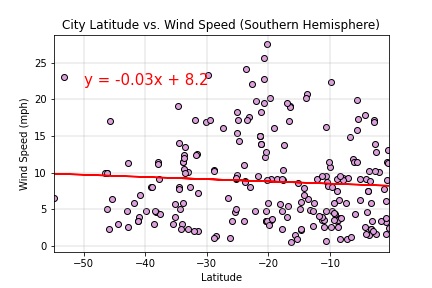 City Latitude vs. Wind Speed (Southern Hemisphere)
y = -0.03x + 8.2
Wind Speed (mph)
25
20
15
10
5
0
−50 −40 −30 −20 −10
Latitude